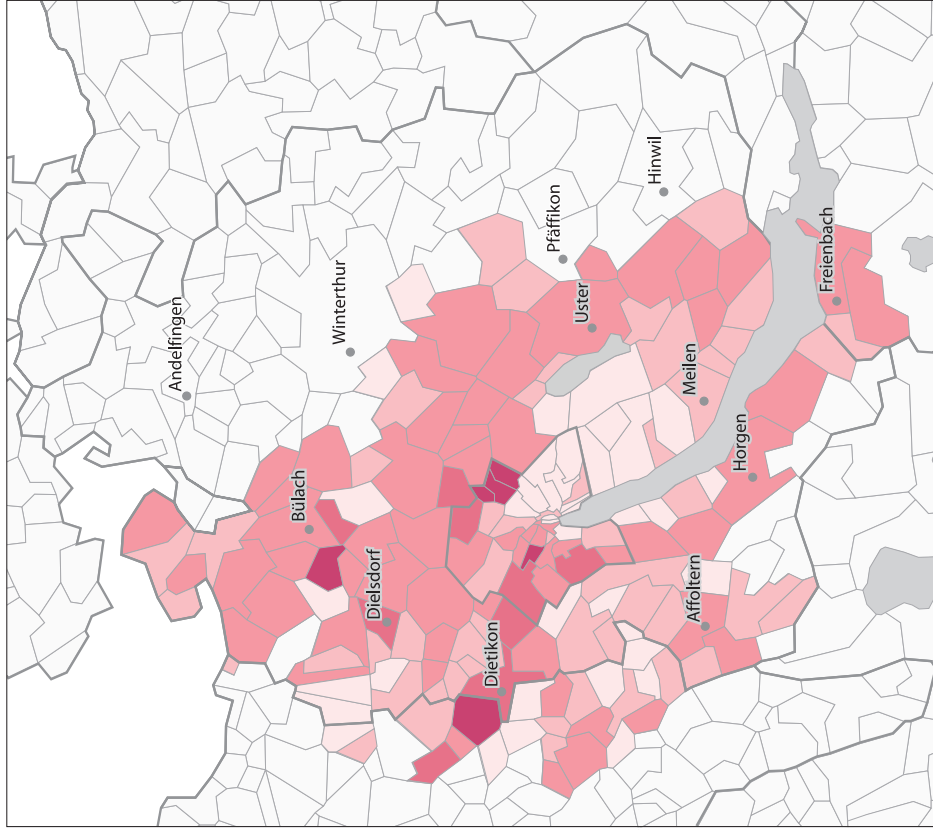 Andelfingen
Winterthur
Bülach
Pfäffikon
Hinwil
Uster
Dielsdorf
Freienbach
Meilen
Horgen
Dietikon
Affoltern